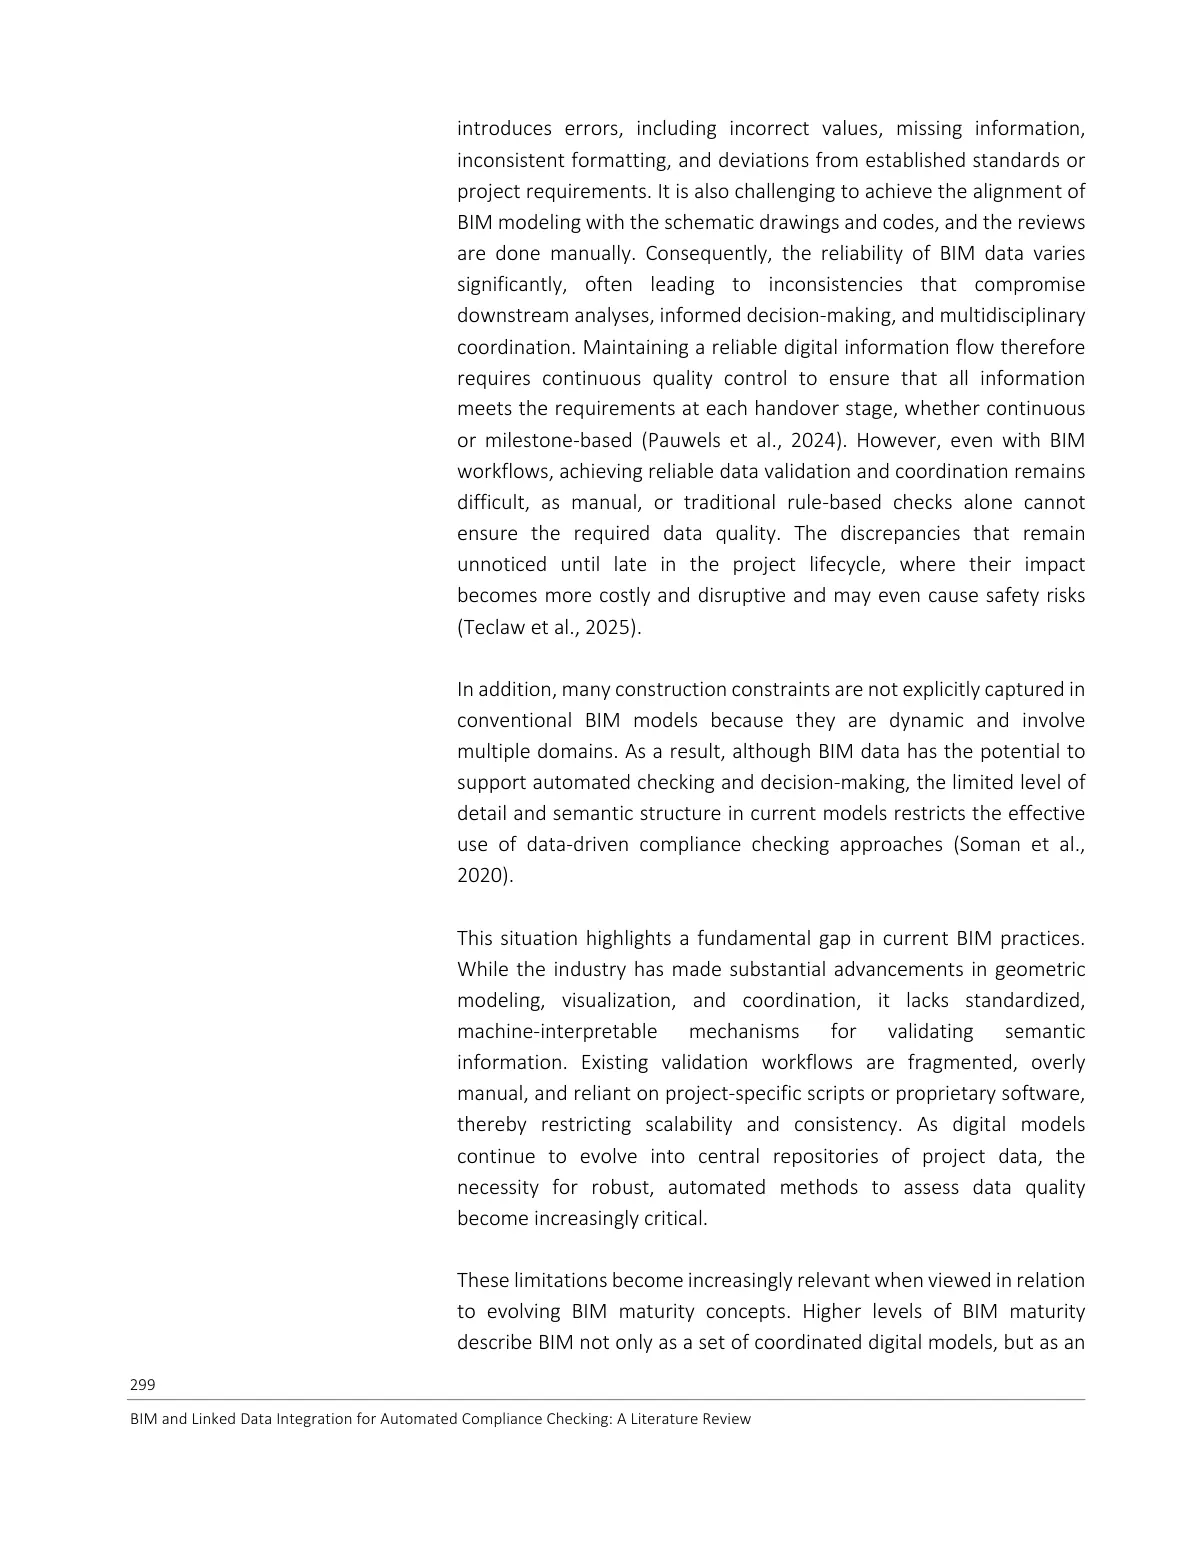 introduces errors, including incorrect values, missing information,
inconsistent formatting, and deviations from established standards or
project requirements. It is also challenging to achieve the alignment of
BIM modeling with the schematic drawings and codes, and the reviews
are done manually. Consequently, the reliability of BIM data varies
significantly, often leading to inconsistencies that compromise
downstream analyses, informed decision-making, and multidisciplinary
coordination. Maintaining a reliable digital information flow therefore
requires continuous quality control to ensure that all information
meets the requirements at each handover stage, whether continuous
or milestone-based (Pauwels et al., 2024). However, even with BIM
workflows, achieving reliable data validation and coordination remains
difficult, as manual, or traditional rule-based checks alone cannot
ensure the required data quality. The discrepancies that remain
unnoticed until late in the project lifecycle, where their impact
becomes more costly and disruptive and may even cause safety risks
(Teclaw et al., 2025).
In addition, many construction constraints are not explicitly captured in
conventional BIM models because they are dynamic and involve
multiple domains. As a result, although BIM data has the potential to
support automated checking and decision-making, the limited level of
detail and semantic structure in current models restricts the effective
use of data-driven compliance checking approaches (Soman et al.,
2020).
This situation highlights a fundamental gap in current BIM practices.
While the industry has made substantial advancements in geometric
modeling, visualization, and coordination, it lacks standardized,
machine-interpretable mechanisms for validating semantic
information. Existing validation workflows are fragmented, overly
manual, and reliant on project-specific scripts or proprietary software,
thereby restricting scalability and consistency. As digital models
continue to evolve into central repositories of project data, the
necessity for robust, automated methods to assess data quality
become increasingly critical.
These limitations become increasingly relevant when viewed in relation
to evolving BIM maturity concepts. Higher levels of BIM maturity
describe BIM not only as a set of coordinated digital models, but as an
299
BIM and Linked Data Integration for Automated Compliance Checking: A Literature Review